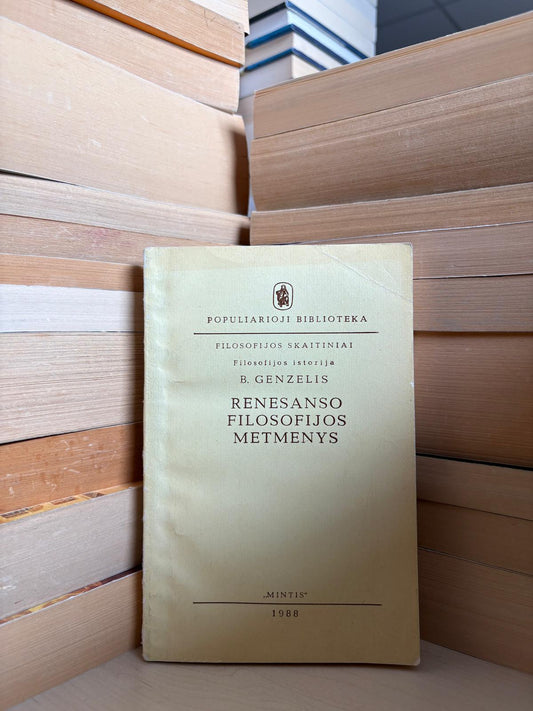 POPULIARIOJI BIBLIOTEKA
FILOSOFIJOS SKAITINIAI
Filosofijos istorija
B. GENZELIS
RENESANSO
FILOSOFIJOS
METMENYS
„MINTIS“
1988